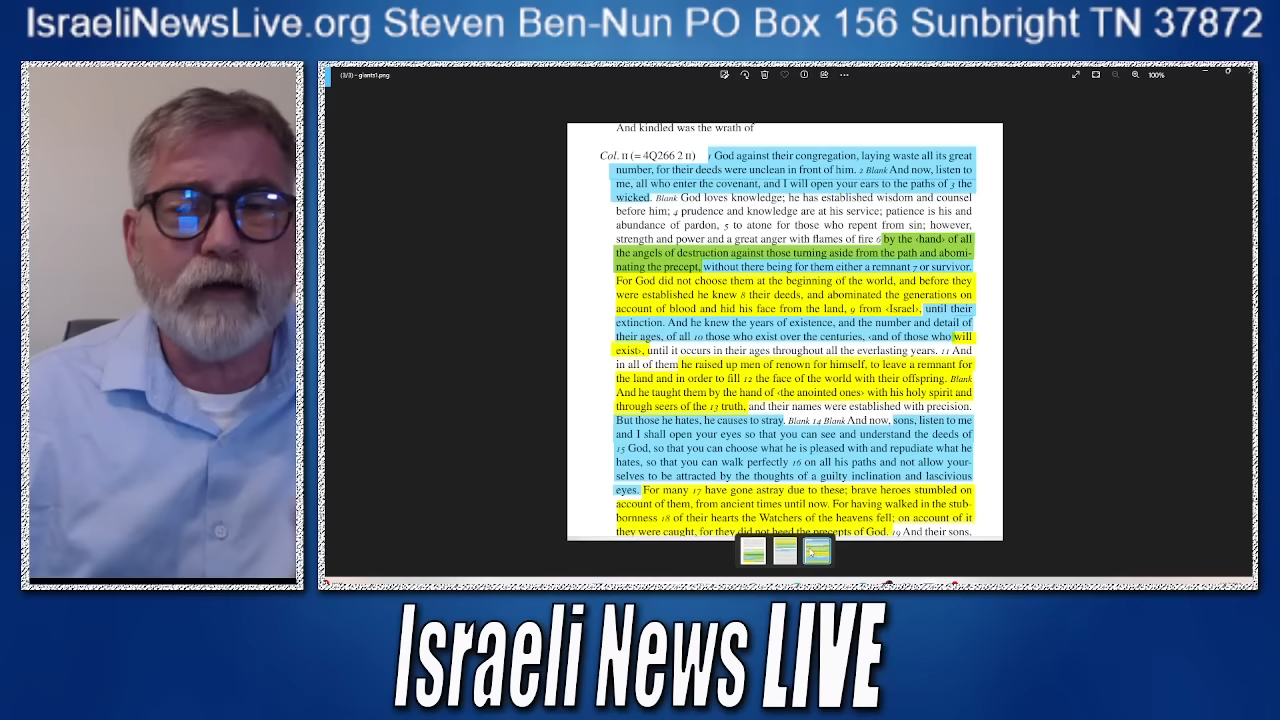 IsraeliNewsLive.org Steven Ben-Nun PO Box 156 Sunbright TN 37872
(3/3) - giants1.png
100%
And kindled was the wrath of
Col. II (= 4Q266 2 II) 1 God against their congregation, laying waste all its great
number, for their deeds were unclean in front of him. 2 Blank And now, listen to
me, all who enter the covenant, and I will open your ears to the paths of 3 the
wicked. Blank God loves knowledge; he has established wisdom and counsel
before him; 4 prudence and knowledge are at his service; patience is his and
abundance of pardon, 5 to atone for those who repent from sin; however,
strength and power and a great anger with flames of fire 6 by the ‹hand› of all
the angels of destruction against those turning aside from the path and abomi-
nating the precept, without there being for them either a remnant 7 or survivor.
For God did not choose them at the beginning of the world, and before they
were established he knew 8 their deeds, and abominated the generations on
account of blood and hid his face from the land, 9 from ‹Israel›, until their
extinction. And he knew the years of existence, and the number and detail of
their ages, of all 10 those who exist over the centuries, ‹and of those who will
exist›, until it occurs in their ages throughout all the everlasting years. 11 And
in all of them he raised up men of renown for himself, to leave a remnant for
the land and in order to fill 12 the face of the world with their offspring. Blank
And he taught them by the hand of ‹the anointed ones› with his holy spirit and
through seers of the 13 truth, and their names were established with precision.
But those he hates, he causes to stray. Blank 14 Blank And now, sons, listen to me
and I shall open your eyes so that you can see and understand the deeds of
15 God, so that you can choose what he is pleased with and repudiate what he
hates, so that you can walk perfectly 16 on all his paths and not allow your-
selves to be attracted by the thoughts of a guilty inclination and lascivious
eyes. For many 17 have gone astray due to these; brave heroes stumbled on
account of them, from ancient times until now. For having walked in the stub-
bornness 18 of their hearts the Watchers of the heavens fell; on account of it
they were caught, for they did not heed the precepts of God. 19 And their sons,
Israeli News LIVE